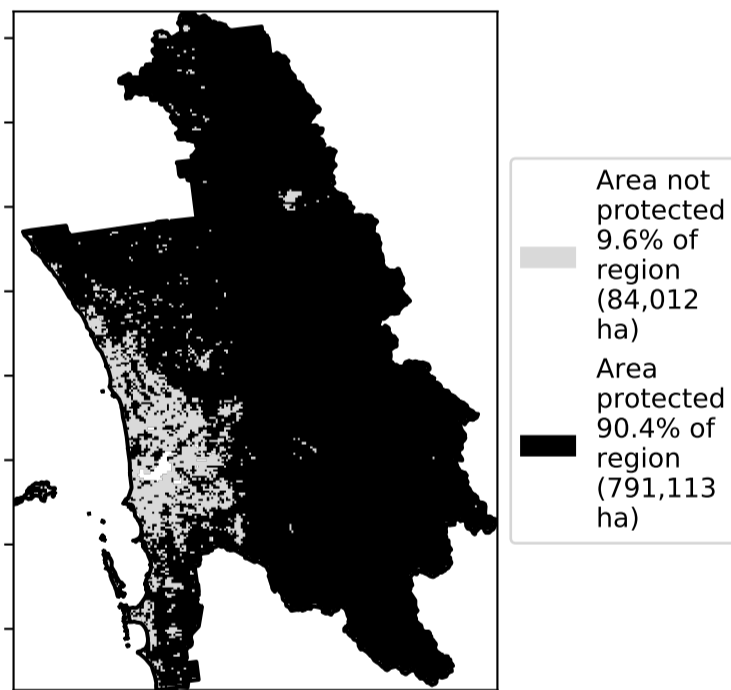 Area not
protected
9.6% of
region
(84,012
ha)
Area
protected
90.4% of
region
(791,113
ha)